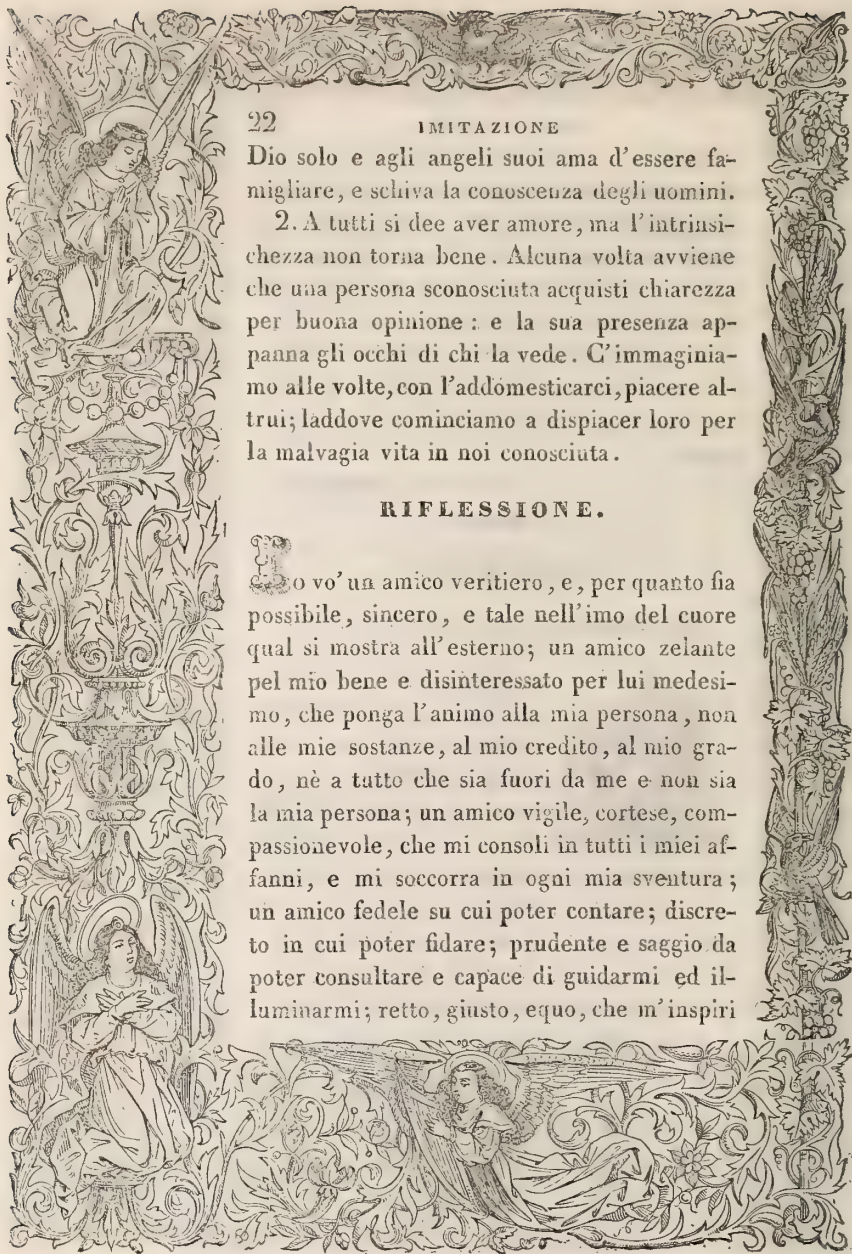 22 IMITAZIONE
Dio solo e agli angeli suoi ama d'essere fa-
migliare, e schiva la conoscenza degli uomini.
2. A tutti si dee aver amore, ma l'intrinsi-
chezza non torna bene. Alcuna volta avviene
che una persona sconosciuta acquisti chiarezza
per buona opinione : e la sua presenza ap-
panna gli occhi di chi la vede. C'immaginia-
mo alle volte, con l'addomesticarci, piacere al-
trui; laddove cominciamo a dispiacer loro per
la malvagia vita in noi conosciuta.
RIFLESSIONE.
Io vo' un amico veritiero, e, per quanto fia
possibile, sincero, e tale nell'imo del cuore
qual si mostra all'esterno; un amico zelante
pel mio bene e disinteressato per lui medesi-
mo, che ponga l'animo alla mia persona, non
alle mie sostanze, al mio credito, al mio gra-
do, nè a tutto che sia fuori da me e non sia
la mia persona; un amico vigile, cortese, com-
passionevole, che mi consoli in tutti i miei af-
fanni, e mi soccorra in ogni mia sventura;
un amico fedele su cui poter contare; discre-
to in cui poter fidare; prudente e saggio da
poter consultare e capace di guidarmi ed il-
luminarmi; retto, giusto, equo, che m'inspiri